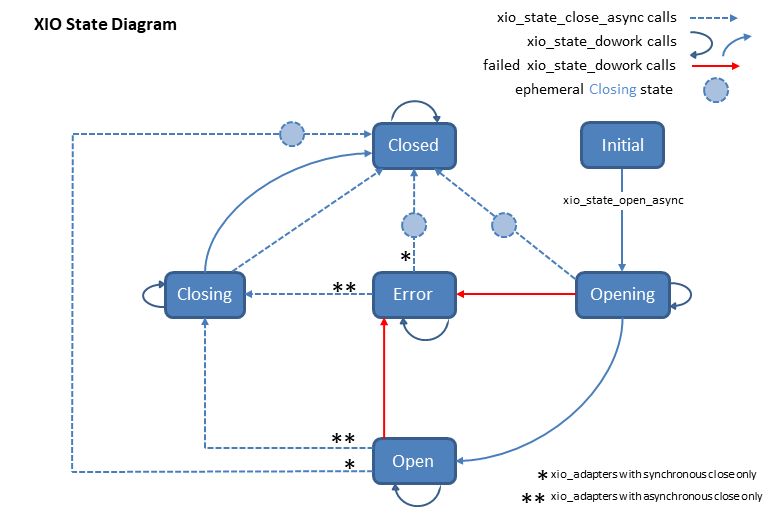 XIO State Diagram
xio_state_close_async calls
xio_state_dowork calls
failed xio_state_dowork calls
ephemeral Closing state
Closed
Initial
xio_state_open_async
*
Closing
**
Error
Opening
**
*
Open
* xio_adapters with synchronous close only
** xio_adapters with asynchronous close only